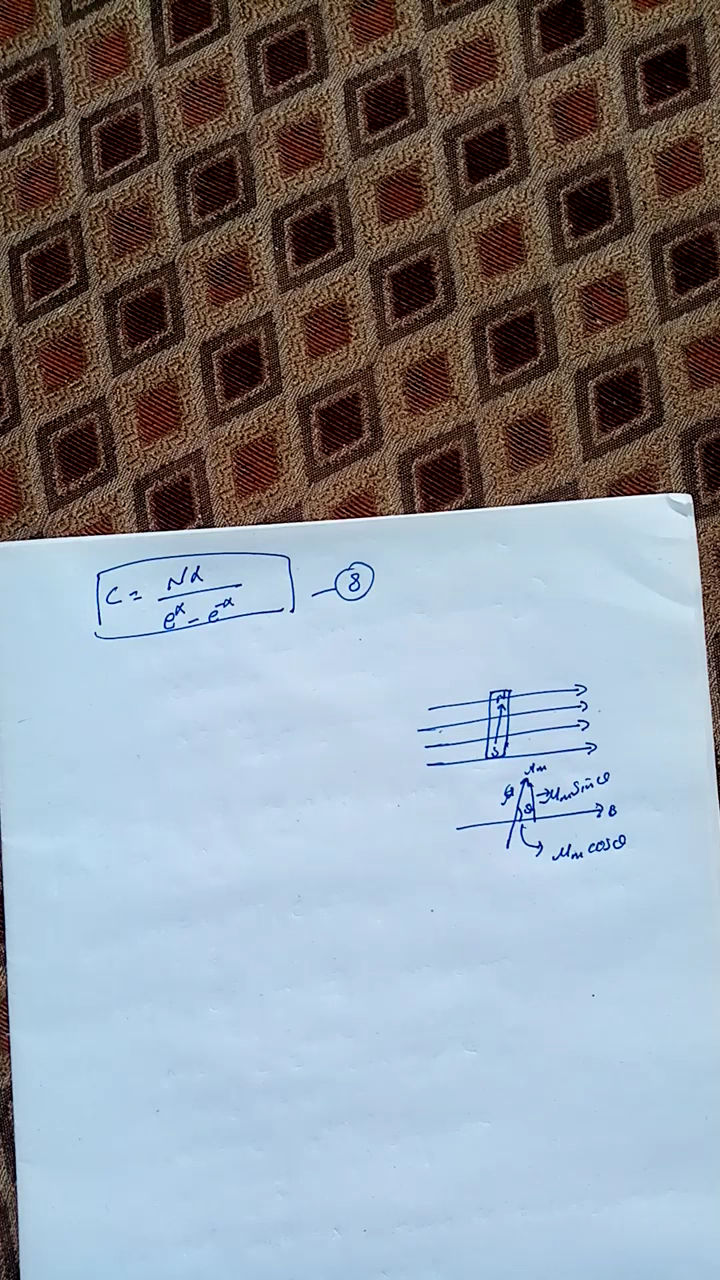 C = Nα / (e^α - e^-α) — 8
N
S
μm
θ
μm sinθ
B
μm cosθ